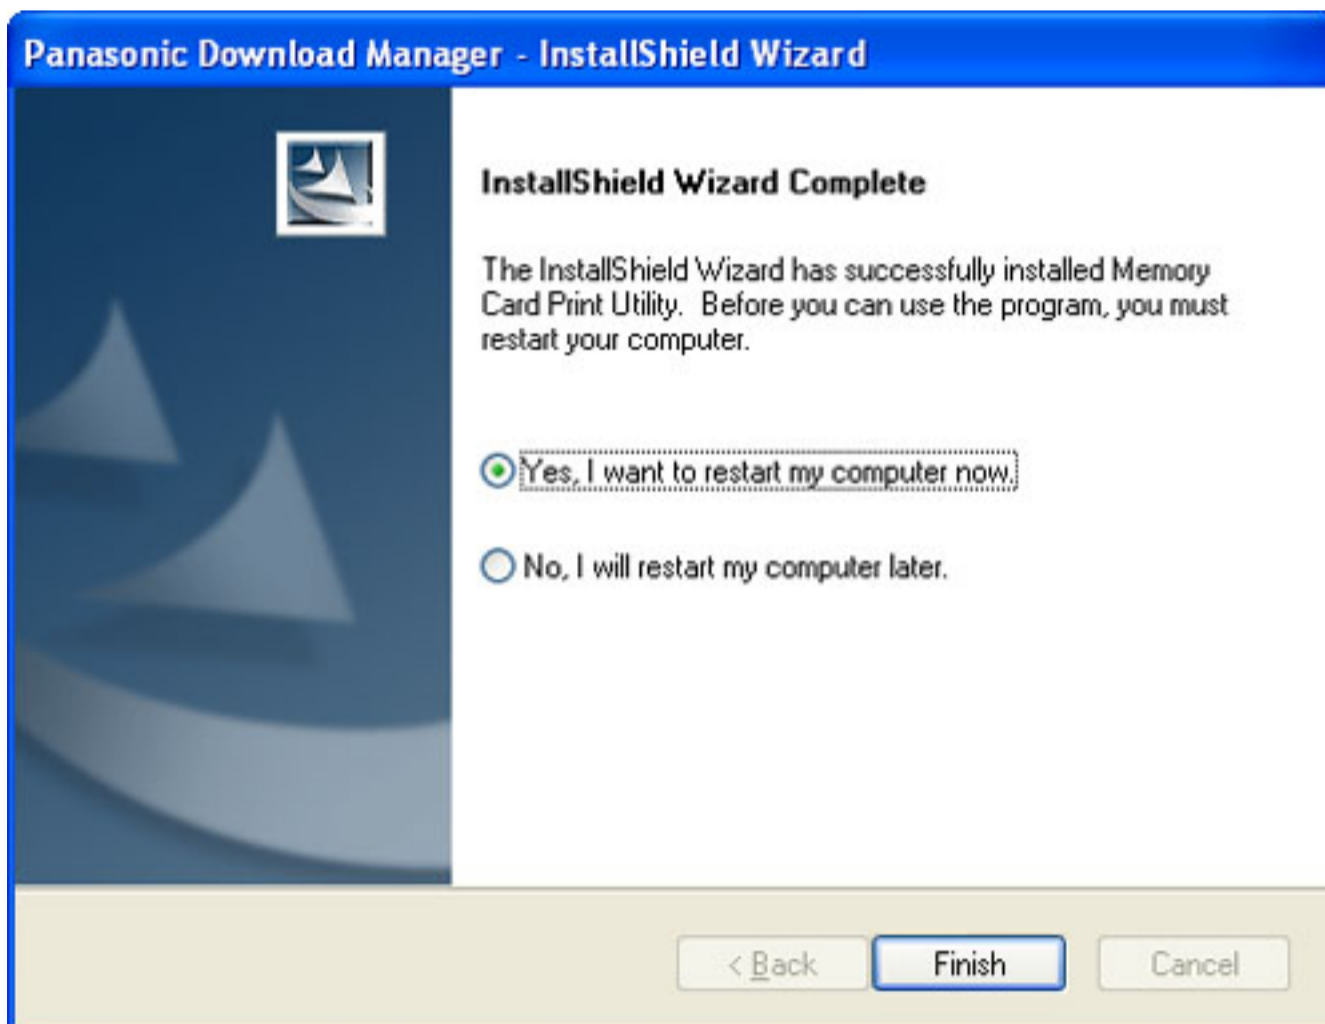 Panasonic Download Manager - InstallShield Wizard
InstallShield Wizard Complete
The InstallShield Wizard has successfully installed Memory
Card Print Utility.  Before you can use the program, you must
restart your computer.
Yes, I want to restart my computer now.
No, I will restart my computer later.
< Back
Finish
Cancel